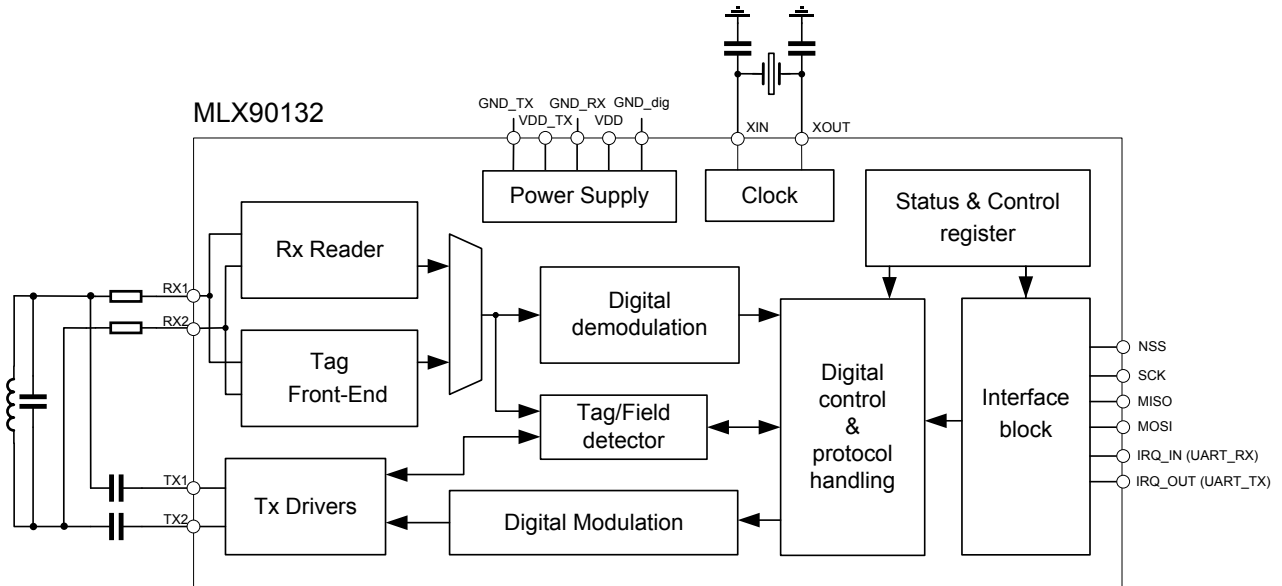 MLX90132
GND_TX
GND_RX
GND_dig
VDD_TX
VDD
XIN
XOUT
Power Supply
Clock
Status & Control
register
Rx Reader
RX1
RX2
Digital
demodulation
Tag
Front-End
Digital
control
&
protocol
handling
Interface
block
NSS
SCK
MISO
MOSI
IRQ_IN (UART_RX)
IRQ_OUT (UART_TX)
Tag/Field
detector
TX1
TX2
Tx Drivers
Digital Modulation